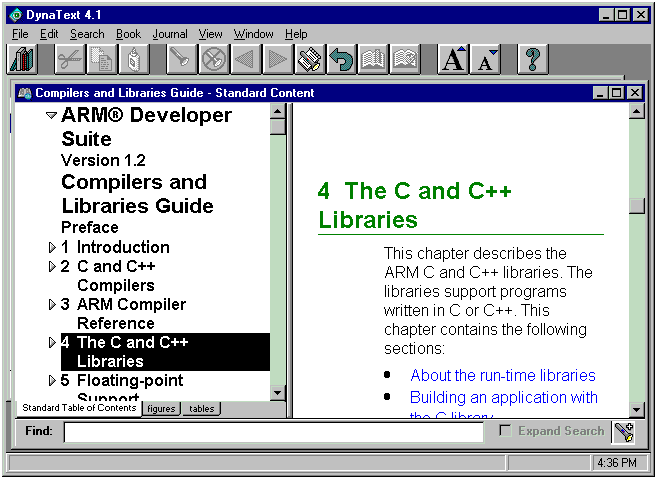 DynaText 4.1
File Edit Search Book Journal View Window Help
A A ?
Compilers and Libraries Guide - Standard Content
ARM® Developer
Suite
Version 1.2
Compilers and
Libraries Guide
Preface
1 Introduction
2 C and C++
Compilers
3 ARM Compiler
Reference
4 The C and C++
Libraries
5 Floating-point
Support
Standard Table of Contents figures tables
4 The C and C++
Libraries
This chapter describes the
ARM C and C++ libraries. The
libraries support programs
written in C or C++. This
chapter contains the following
sections:
• About the run-time libraries
• Building an application with
the C library
Find: Expand Search
4:36 PM